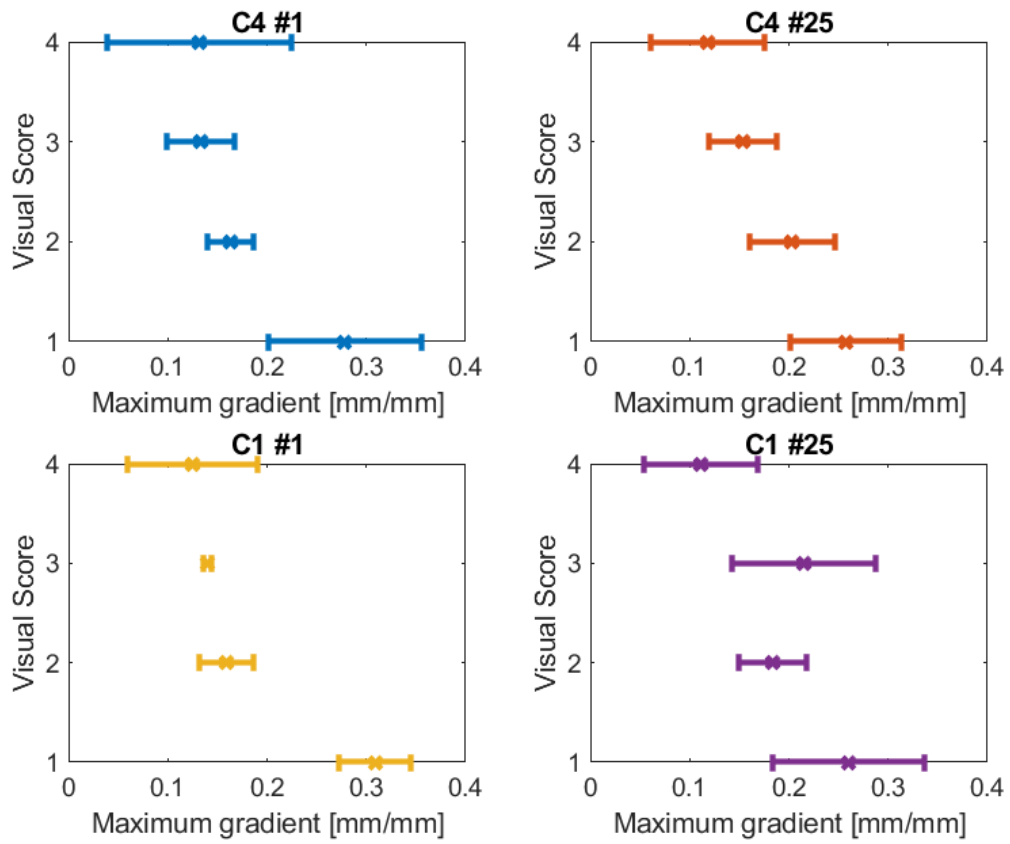 C4 #1
4
3
2
1
Visual Score
0 0.1 0.2 0.3 0.4
Maximum gradient [mm/mm]
C4 #25
4
3
2
1
Visual Score
0 0.1 0.2 0.3 0.4
Maximum gradient [mm/mm]
C1 #1
4
3
2
1
Visual Score
0 0.1 0.2 0.3 0.4
Maximum gradient [mm/mm]
C1 #25
4
3
2
1
Visual Score
0 0.1 0.2 0.3 0.4
Maximum gradient [mm/mm]